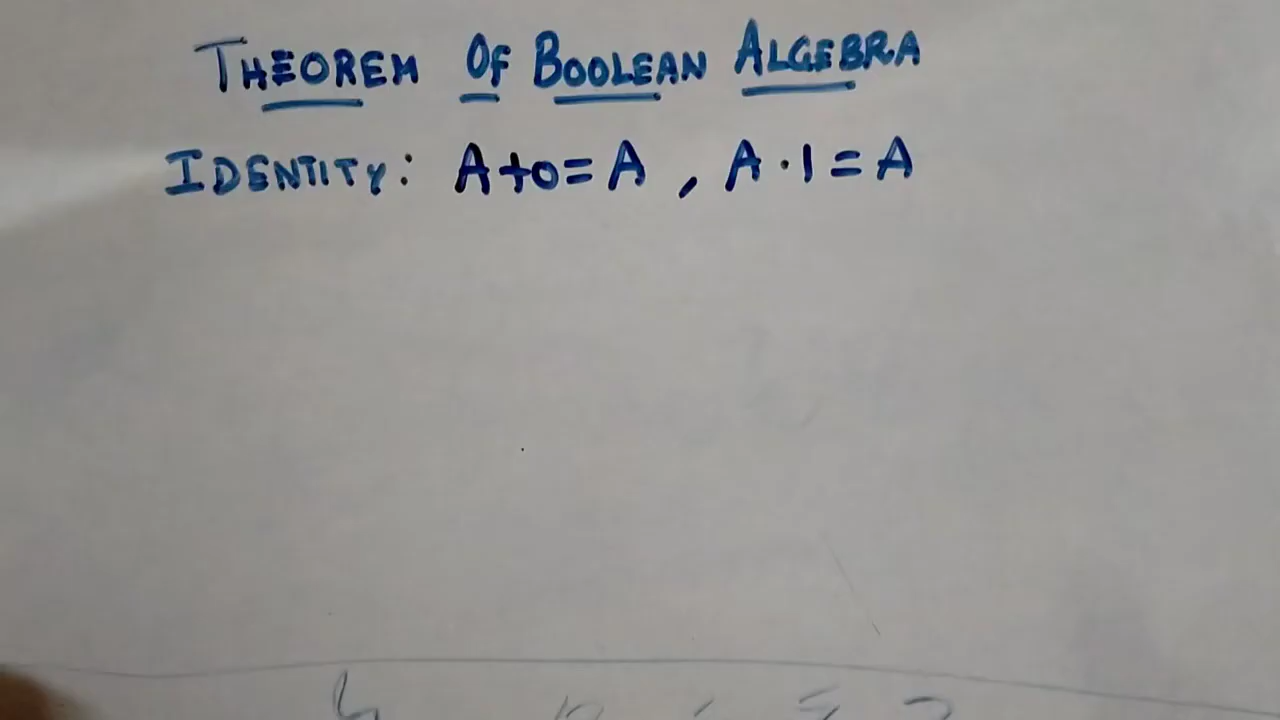 THEOREM OF BOOLEAN ALGEBRA
IDENTITY: A+0=A , A·1=A